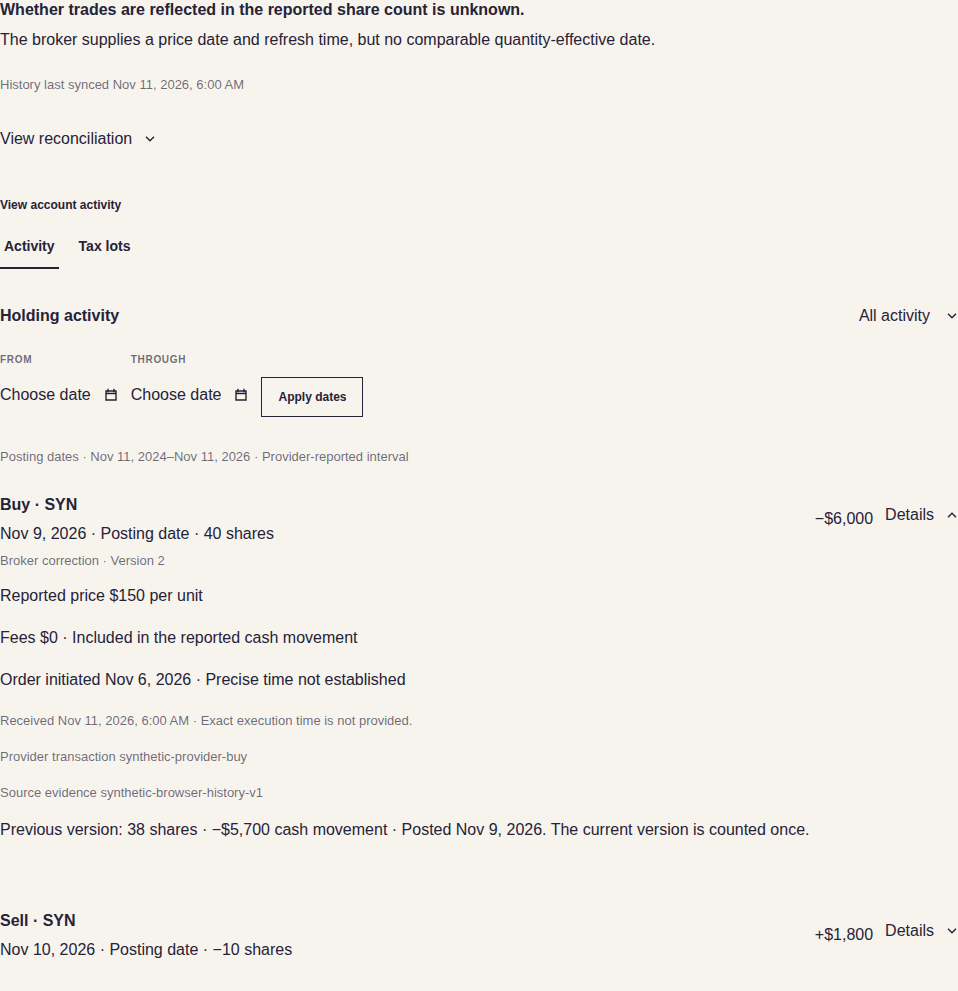 Whether trades are reflected in the reported share count is unknown.
The broker supplies a price date and refresh time, but no comparable quantity-effective date.
History last synced Nov 11, 2026, 6:00 AM
View reconciliation
View account activity
Activity Tax lots
Holding activity All activity
FROM THROUGH
Choose date Choose date Apply dates
Posting dates · Nov 11, 2024–Nov 11, 2026 · Provider-reported interval
Buy · SYN
−$6,000 Details
Nov 9, 2026 · Posting date · 40 shares
Broker correction · Version 2
Reported price $150 per unit
Fees $0 · Included in the reported cash movement
Order initiated Nov 6, 2026 · Precise time not established
Received Nov 11, 2026, 6:00 AM · Exact execution time is not provided.
Provider transaction synthetic-provider-buy
Source evidence synthetic-browser-history-v1
Previous version: 38 shares · −$5,700 cash movement · Posted Nov 9, 2026. The current version is counted once.
Sell · SYN
+$1,800 Details
Nov 10, 2026 · Posting date · −10 shares